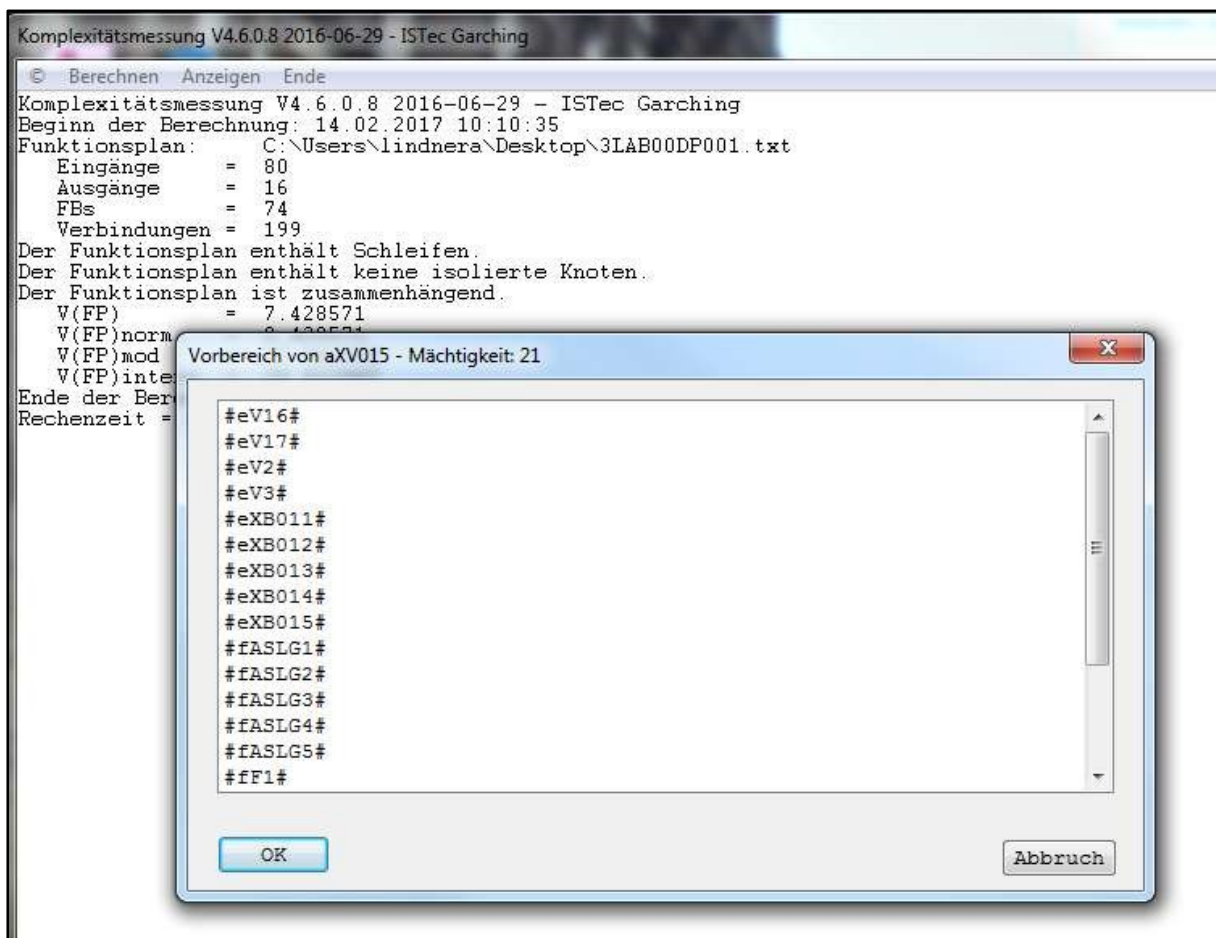 Komplexitätsmessung V4.6.0.8 2016-06-29 - ISTec Garching
© Berechnen Anzeigen Ende
Komplexitätsmessung V4.6.0.8 2016-06-29 – ISTec Garching
Beginn der Berechnung: 14.02.2017 10:10:35
Funktionsplan: C:\Users\lindnera\Desktop\3LAB00DP001.txt
Eingänge = 80
Ausgänge = 16
FBs = 74
Verbindungen = 199
Der Funktionsplan enthält Schleifen.
Der Funktionsplan enthält keine isolierte Knoten.
Der Funktionsplan ist zusammenhängend.
V(FP) = 7.428571
V(FP)norm
V(FP)mod
V(FP)inte
Ende der Ber
Rechenzeit =
Vorbereich von aXV015 - Mächtigkeit: 21
#eV16#
#eV17#
#eV2#
#eV3#
#eXB011#
#eXB012#
#eXB013#
#eXB014#
#eXB015#
#fASLG1#
#fASLG2#
#fASLG3#
#fASLG4#
#fASLG5#
#fF1#
OK Abbruch